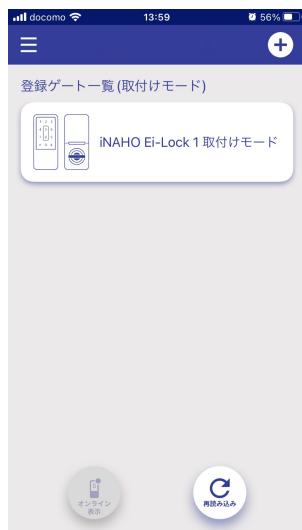 docomo 13:59 56%
登録ゲート一覧(取付けモード)
iNAHO Ei-Lock 1 取付けモード
オンライン
表示
再読み込み